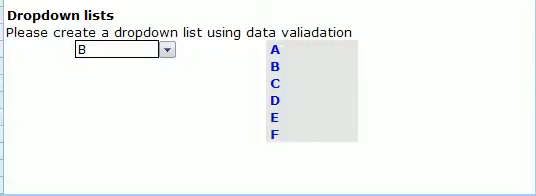 Dropdown lists
Please create a dropdown list using data valiadation
B
A
B
C
D
E
F